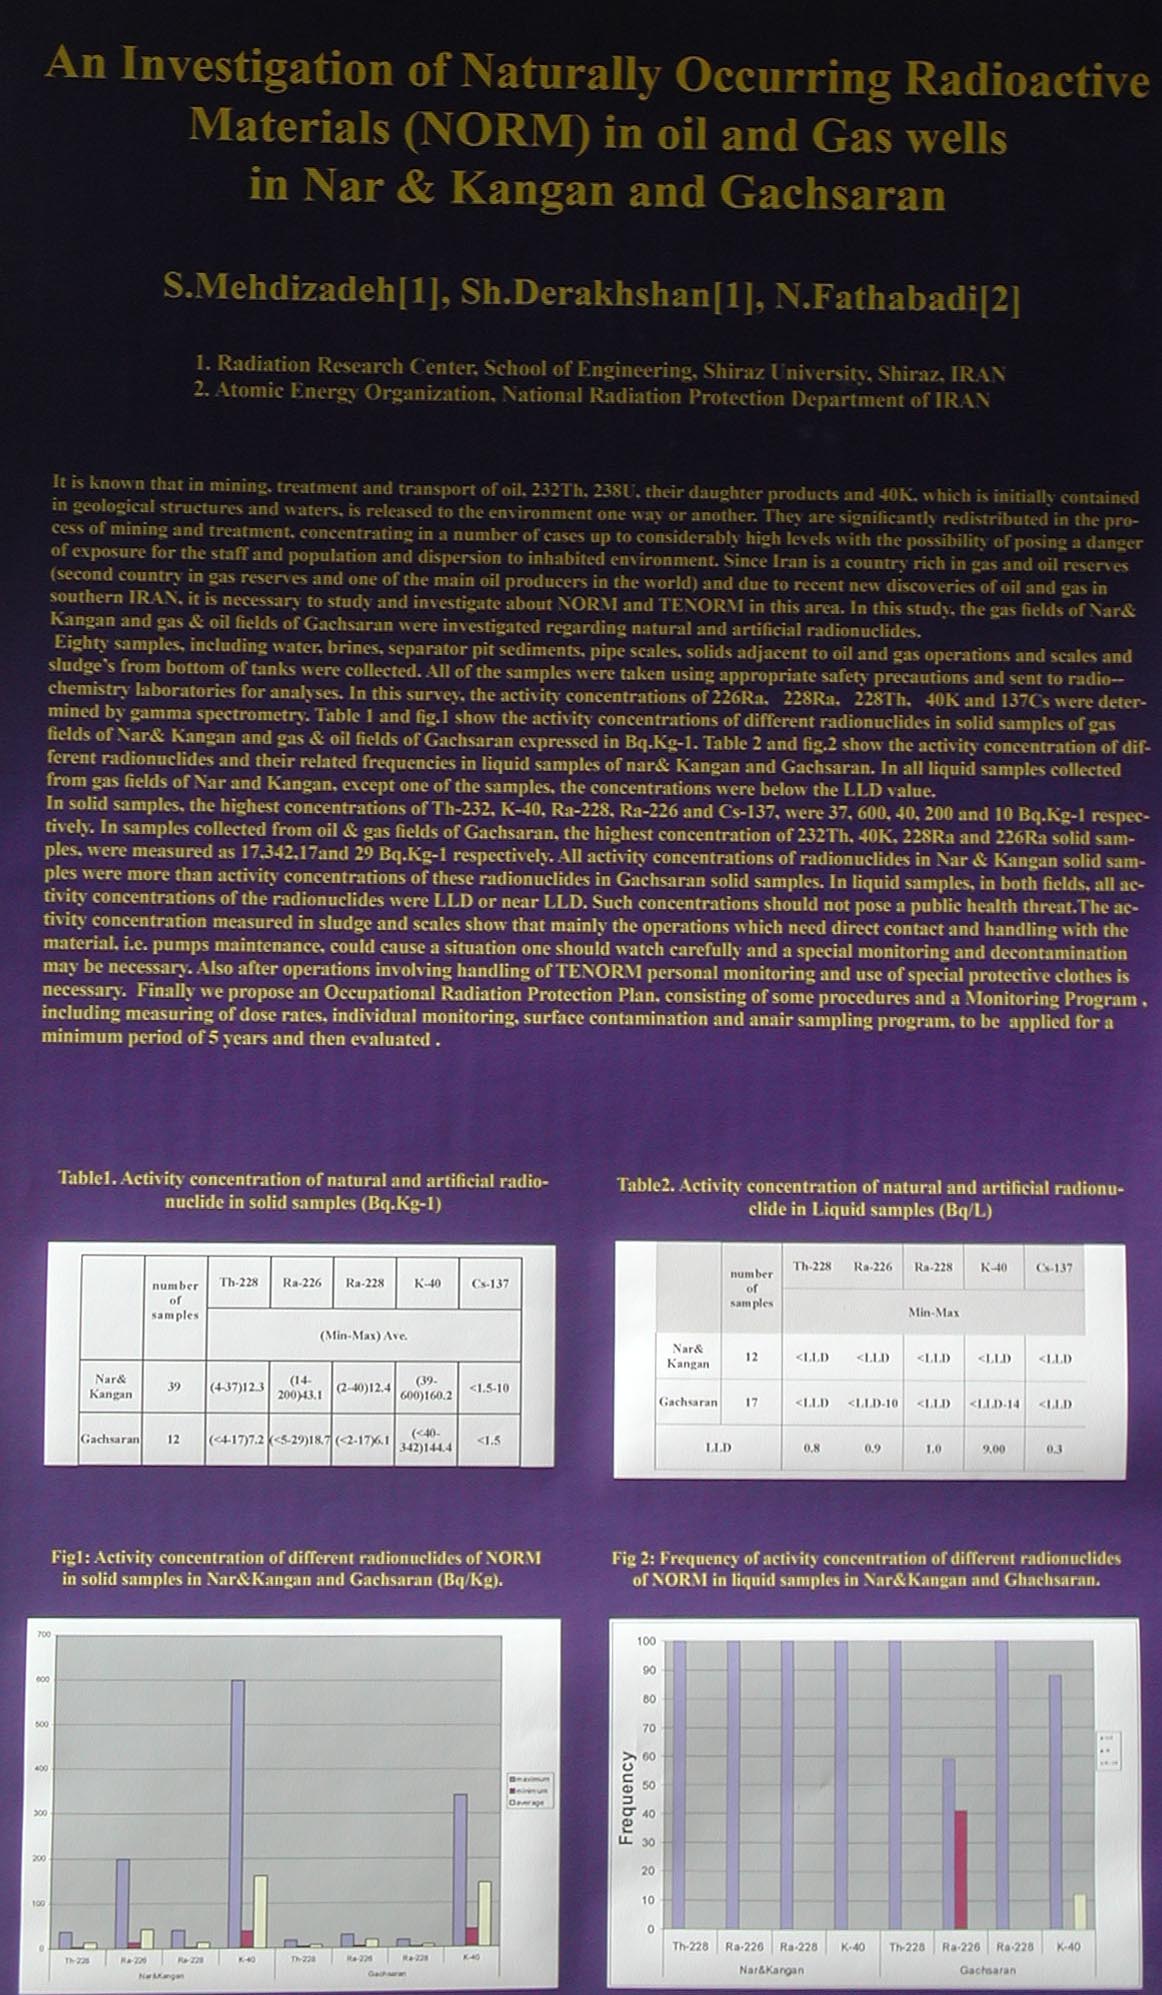 An Investigation of Naturally Occurring Radioactive
Materials (NORM) in oil and Gas wells
in Nar & Kangan and Gachsaran
S.Mehdizadeh[1], Sh.Derakhshan[1], N.Fathabadi[2]
1. Radiation Research Center, School of Engineering, Shiraz University, Shiraz, IRAN
2. Atomic Energy Organization, National Radiation Protection Department of IRAN
It is known that in mining, treatment and transport of oil, 232Th, 238U, their daughter products and 40K, which is initially contained
in geological structures and waters, is released to the environment one way or another. They are significantly redistributed in the pro-
cess of mining and treatment, concentrating in a number of cases up to considerably high levels with the possibility of posing a danger
of exposure for the staff and population and dispersion to inhabited environment. Since Iran is a country rich in gas and oil reserves
(second country in gas reserves and one of the main oil producers in the world) and due to recent new discoveries of oil and gas in
southern IRAN, it is necessary to study and investigate about NORM and TENORM in this area. In this study, the gas fields of Nar&
Kangan and gas & oil fields of Gachsaran were investigated regarding natural and artificial radionuclides.
Eighty samples, including water, brines, separator pit sediments, pipe scales, solids adjacent to oil and gas operations and scales and
sludge's from bottom of tanks were collected. All of the samples were taken using appropriate safety precautions and sent to radio--
chemistry laboratories for analyses. In this survey, the activity concentrations of 226Ra, 228Ra, 228Th, 40K and 137Cs were deter-
mined by gamma spectrometry. Table 1 and fig.1 show the activity concentrations of different radionuclides in solid samples of gas
fields of Nar& Kangan and gas & oil fields of Gachsaran expressed in Bq.Kg-1. Table 2 and fig.2 show the activity concentration of dif-
ferent radionuclides and their related frequencies in liquid samples of nar& Kangan and Gachsaran. In all liquid samples collected
from gas fields of Nar and Kangan, except one of the samples, the concentrations were below the LLD value.
In solid samples, the highest concentrations of Th-232, K-40, Ra-228, Ra-226 and Cs-137, were 37, 600, 40, 200 and 10 Bq.Kg-1 respec-
tively. In samples collected from oil & gas fields of Gachsaran, the highest concentration of 232Th, 40K, 228Ra and 226Ra solid sam-
ples, were measured as 17,342,17and 29 Bq.Kg-1 respectively. All activity concentrations of radionuclides in Nar & Kangan solid sam-
ples were more than activity concentrations of these radionuclides in Gachsaran solid samples. In liquid samples, in both fields, all ac-
tivity concentrations of the radionuclides were LLD or near LLD. Such concentrations should not pose a public health threat.The ac-
tivity concentration measured in sludge and scales show that mainly the operations which need direct contact and handling with the
material, i.e. pumps maintenance, could cause a situation one should watch carefully and a special monitoring and decontamination
may be necessary. Also after operations involving handling of TENORM personal monitoring and use of special protective clothes is
necessary. Finally we propose an Occupational Radiation Protection Plan, consisting of some procedures and a Monitoring Program ,
including measuring of dose rates, individual monitoring, surface contamination and anair sampling program, to be applied for a
minimum period of 5 years and then evaluated .
Table1. Activity concentration of natural and artificial radio-
nuclide in solid samples (Bq.Kg-1)
number of samples Th-228 Ra-226 Ra-228 K-40 Cs-137
(Min-Max) Ave.
Nar& Kangan 39 (4-37)12.3 (14-200)43.1 (2-40)12.4 (39-600)160.2 <1.5-10
Gachsaran 12 (<4-17)7.2 (<5-29)18.7 (<2-17)6.1 (<40-342)144.4 <1.5
Table2. Activity concentration of natural and artificial radionu-
clide in Liquid samples (Bq/L)
number of samples Th-228 Ra-226 Ra-228 K-40 Cs-137
Min-Max
Nar& Kangan 12 <LLD <LLD <LLD <LLD <LLD
Gachsaran 17 <LLD <LLD-10 <LLD <LLD-14 <LLD
LLD 0.8 0.9 1.0 9.00 0.3
Fig1: Activity concentration of different radionuclides of NORM
in solid samples in Nar&Kangan and Gachsaran (Bq/Kg).
700
600
500
400
300
200
100
0
Th-228 Ra-226 Ra-228 K-40 Th-228 Ra-226 Ra-228 K-40
Nar&Kangan Gachsaran
maximum
minimum
average
Fig 2: Frequency of activity concentration of different radionuclides
of NORM in liquid samples in Nar&Kangan and Ghachsaran.
Frequency
100
90
80
70
60
50
40
30
20
10
0
Th-228 Ra-226 Ra-228 K-40 Th-228 Ra-226 Ra-228 K-40
Nar&Kangan Gachsaran